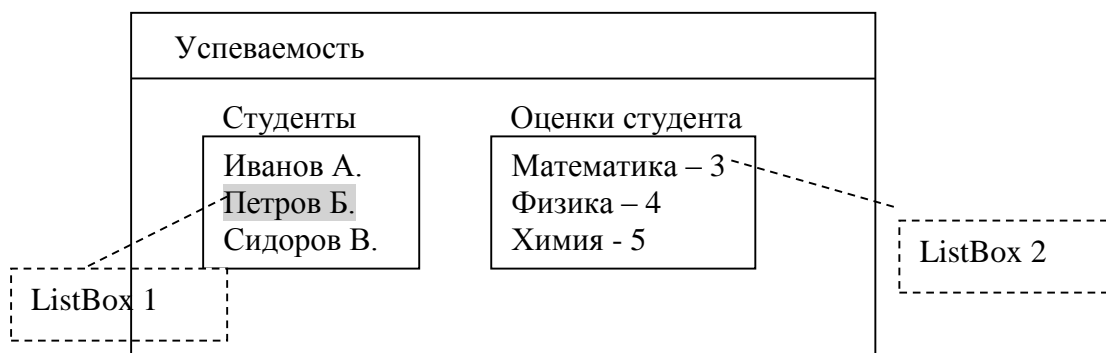 Успеваемость
Студенты
Оценки студента
Иванов А.
Петров Б.
Сидоров В.
Математика – 3
Физика – 4
Химия - 5
ListBox 1
ListBox 2